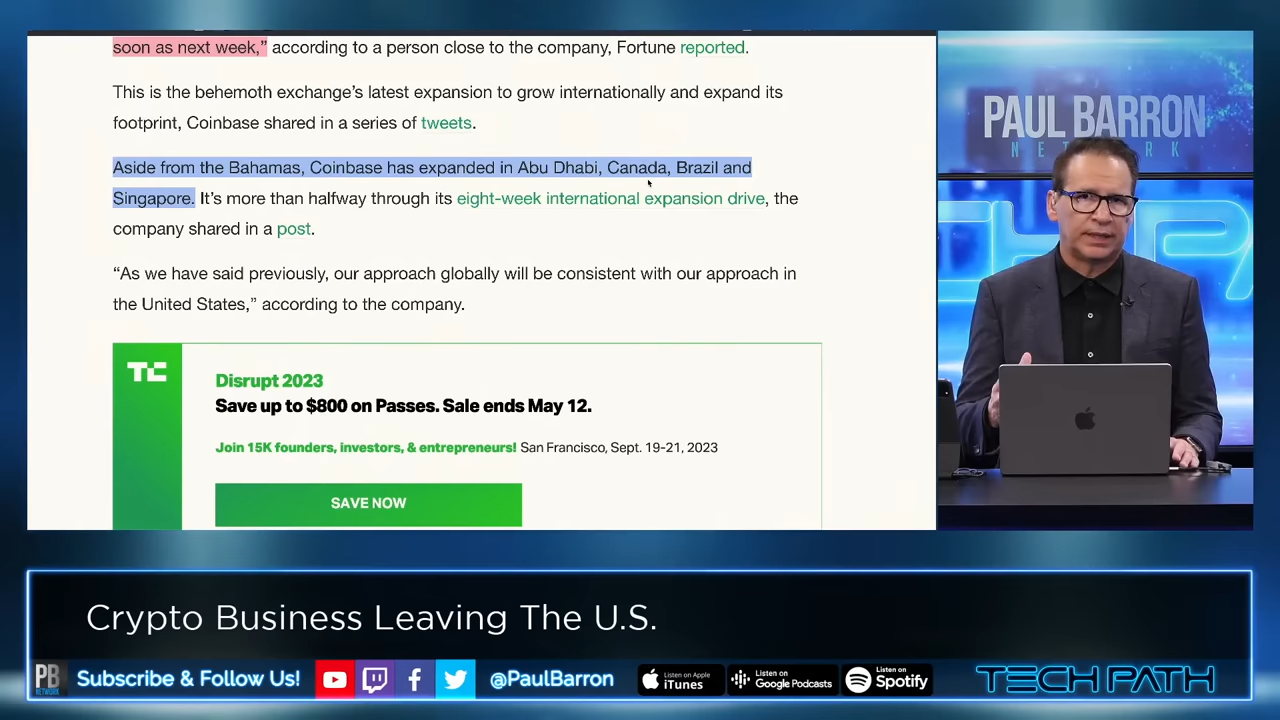 soon as next week,” according to a person close to the company, Fortune reported.
This is the behemoth exchange’s latest expansion to grow internationally and expand its
footprint, Coinbase shared in a series of tweets.
Aside from the Bahamas, Coinbase has expanded in Abu Dhabi, Canada, Brazil and
Singapore. It’s more than halfway through its eight-week international expansion drive, the
company shared in a post.
“As we have said previously, our approach globally will be consistent with our approach in
the United States,” according to the company.
TC
Disrupt 2023
Save up to $800 on Passes. Sale ends May 12.
Join 15K founders, investors, & entrepreneurs! San Francisco, Sept. 19-21, 2023
SAVE NOW
PAUL BARRON
NETWORK
Crypto Business Leaving The U.S.
PB
NETWORK
Subscribe & Follow Us!
@PaulBarron
Listen on Apple
iTunes
Listen on
Google Podcasts
Listen on
Spotify
TECH PATH